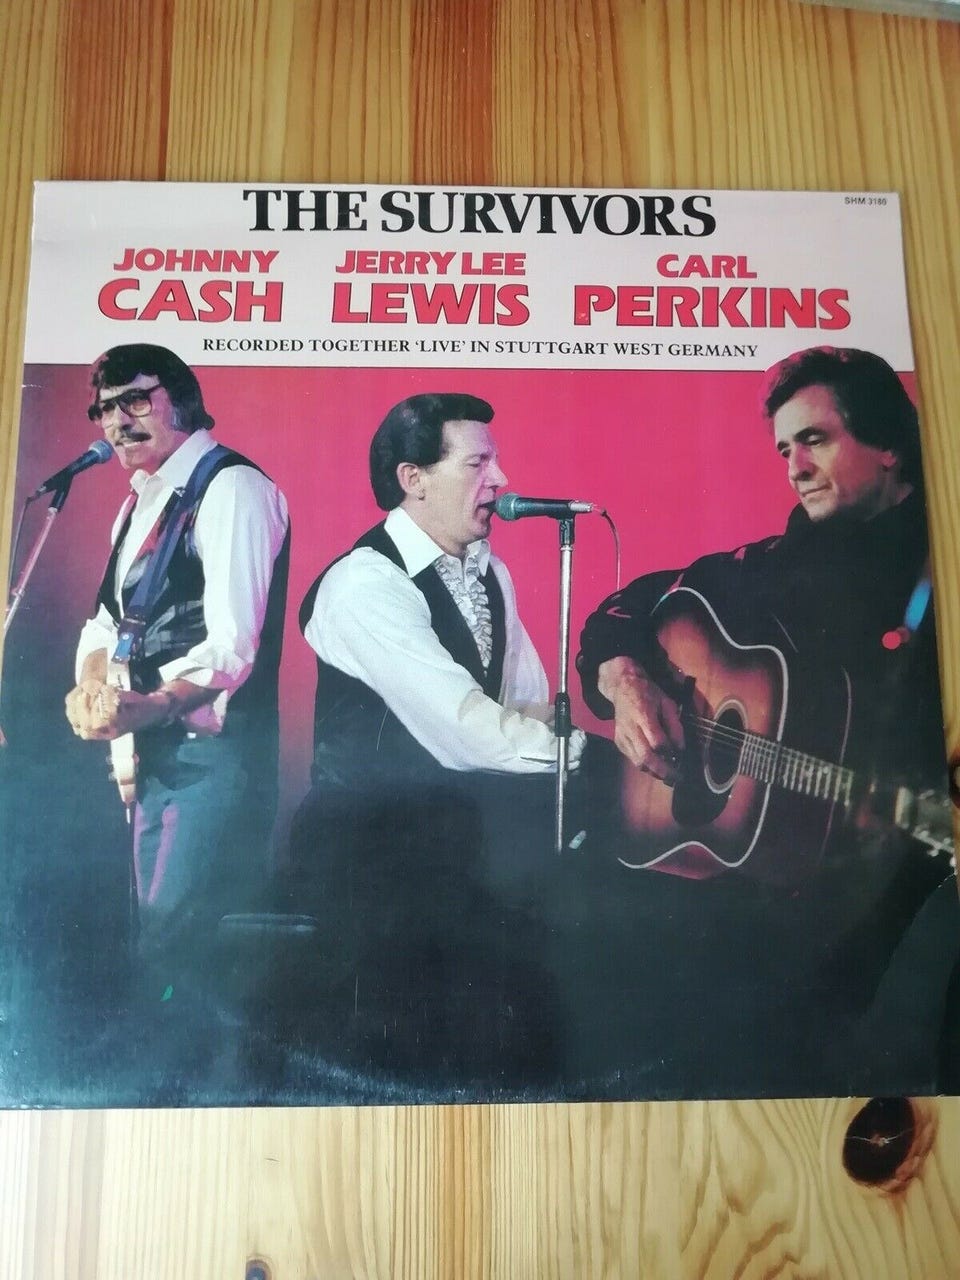 THE SURVIVORS
SHM 3186
JOHNNY CASH
JERRY LEE LEWIS
CARL PERKINS
RECORDED TOGETHER ‘LIVE’ IN STUTTGART WEST GERMANY